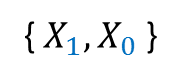 { X₁, X₀ }